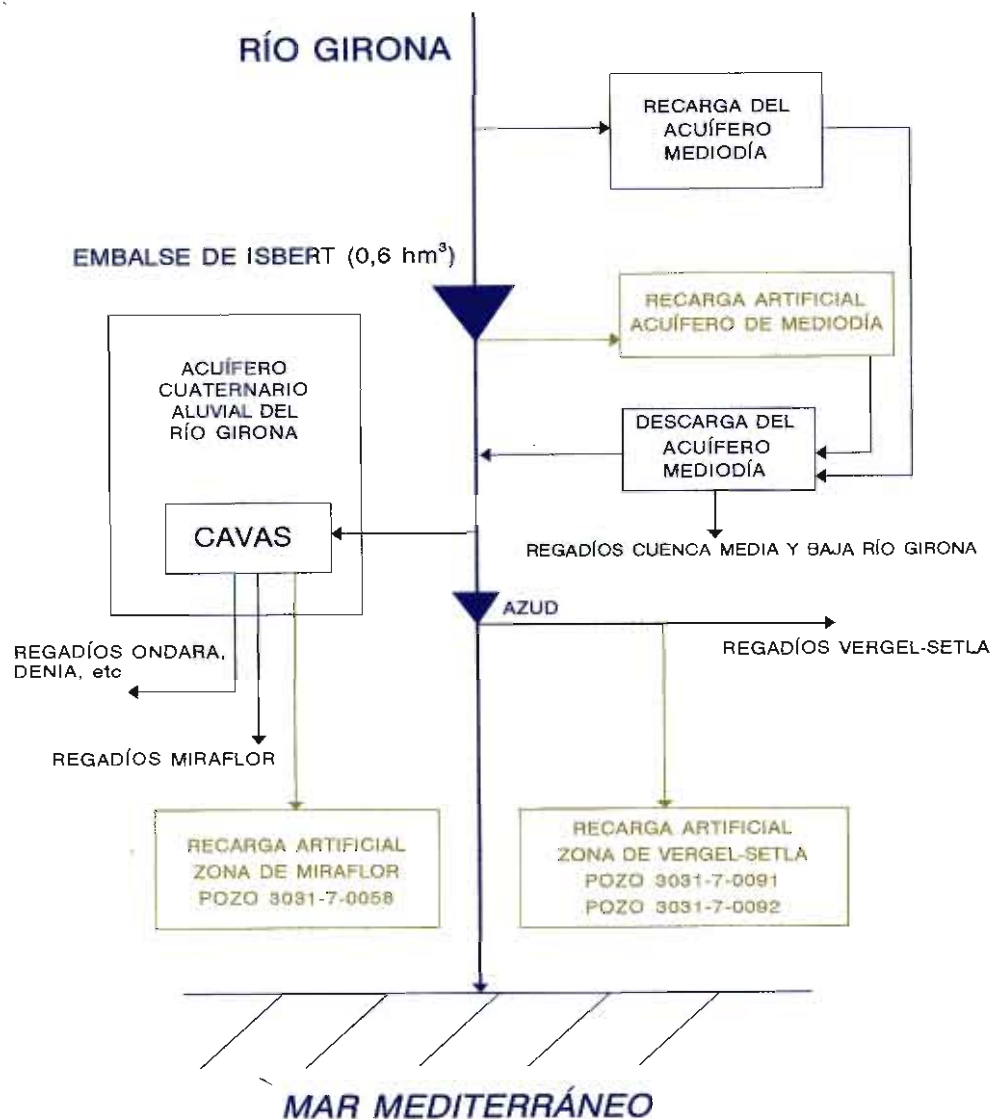 RÍO GIRONA
RECARGA DEL
ACUÍFERO
MEDIODÍA
EMBALSE DE ISBERT (0,6 hm³)
RECARGA ARTIFICIAL
ACUÍFERO DE MEDIODÍA
ACUÍFERO
CUATERNARIO
ALUVIAL DEL
RÍO GIRONA
DESCARGA DEL
ACUÍFERO
MEDIODÍA
CAVAS
REGADÍOS CUENCA MEDIA Y BAJA RÍO GIRONA
AZUD
REGADÍOS VERGEL-SETLA
REGADÍOS ONDARA,
DENIA, etc
REGADÍOS MIRAFLOR
RECARGA ARTIFICIAL
ZONA DE MIRAFLOR
POZO 3031-7-0058
RECARGA ARTIFICIAL
ZONA DE VERGEL-SETLA
POZO 3031-7-0091
POZO 3031-7-0092
MAR MEDITERRÁNEO